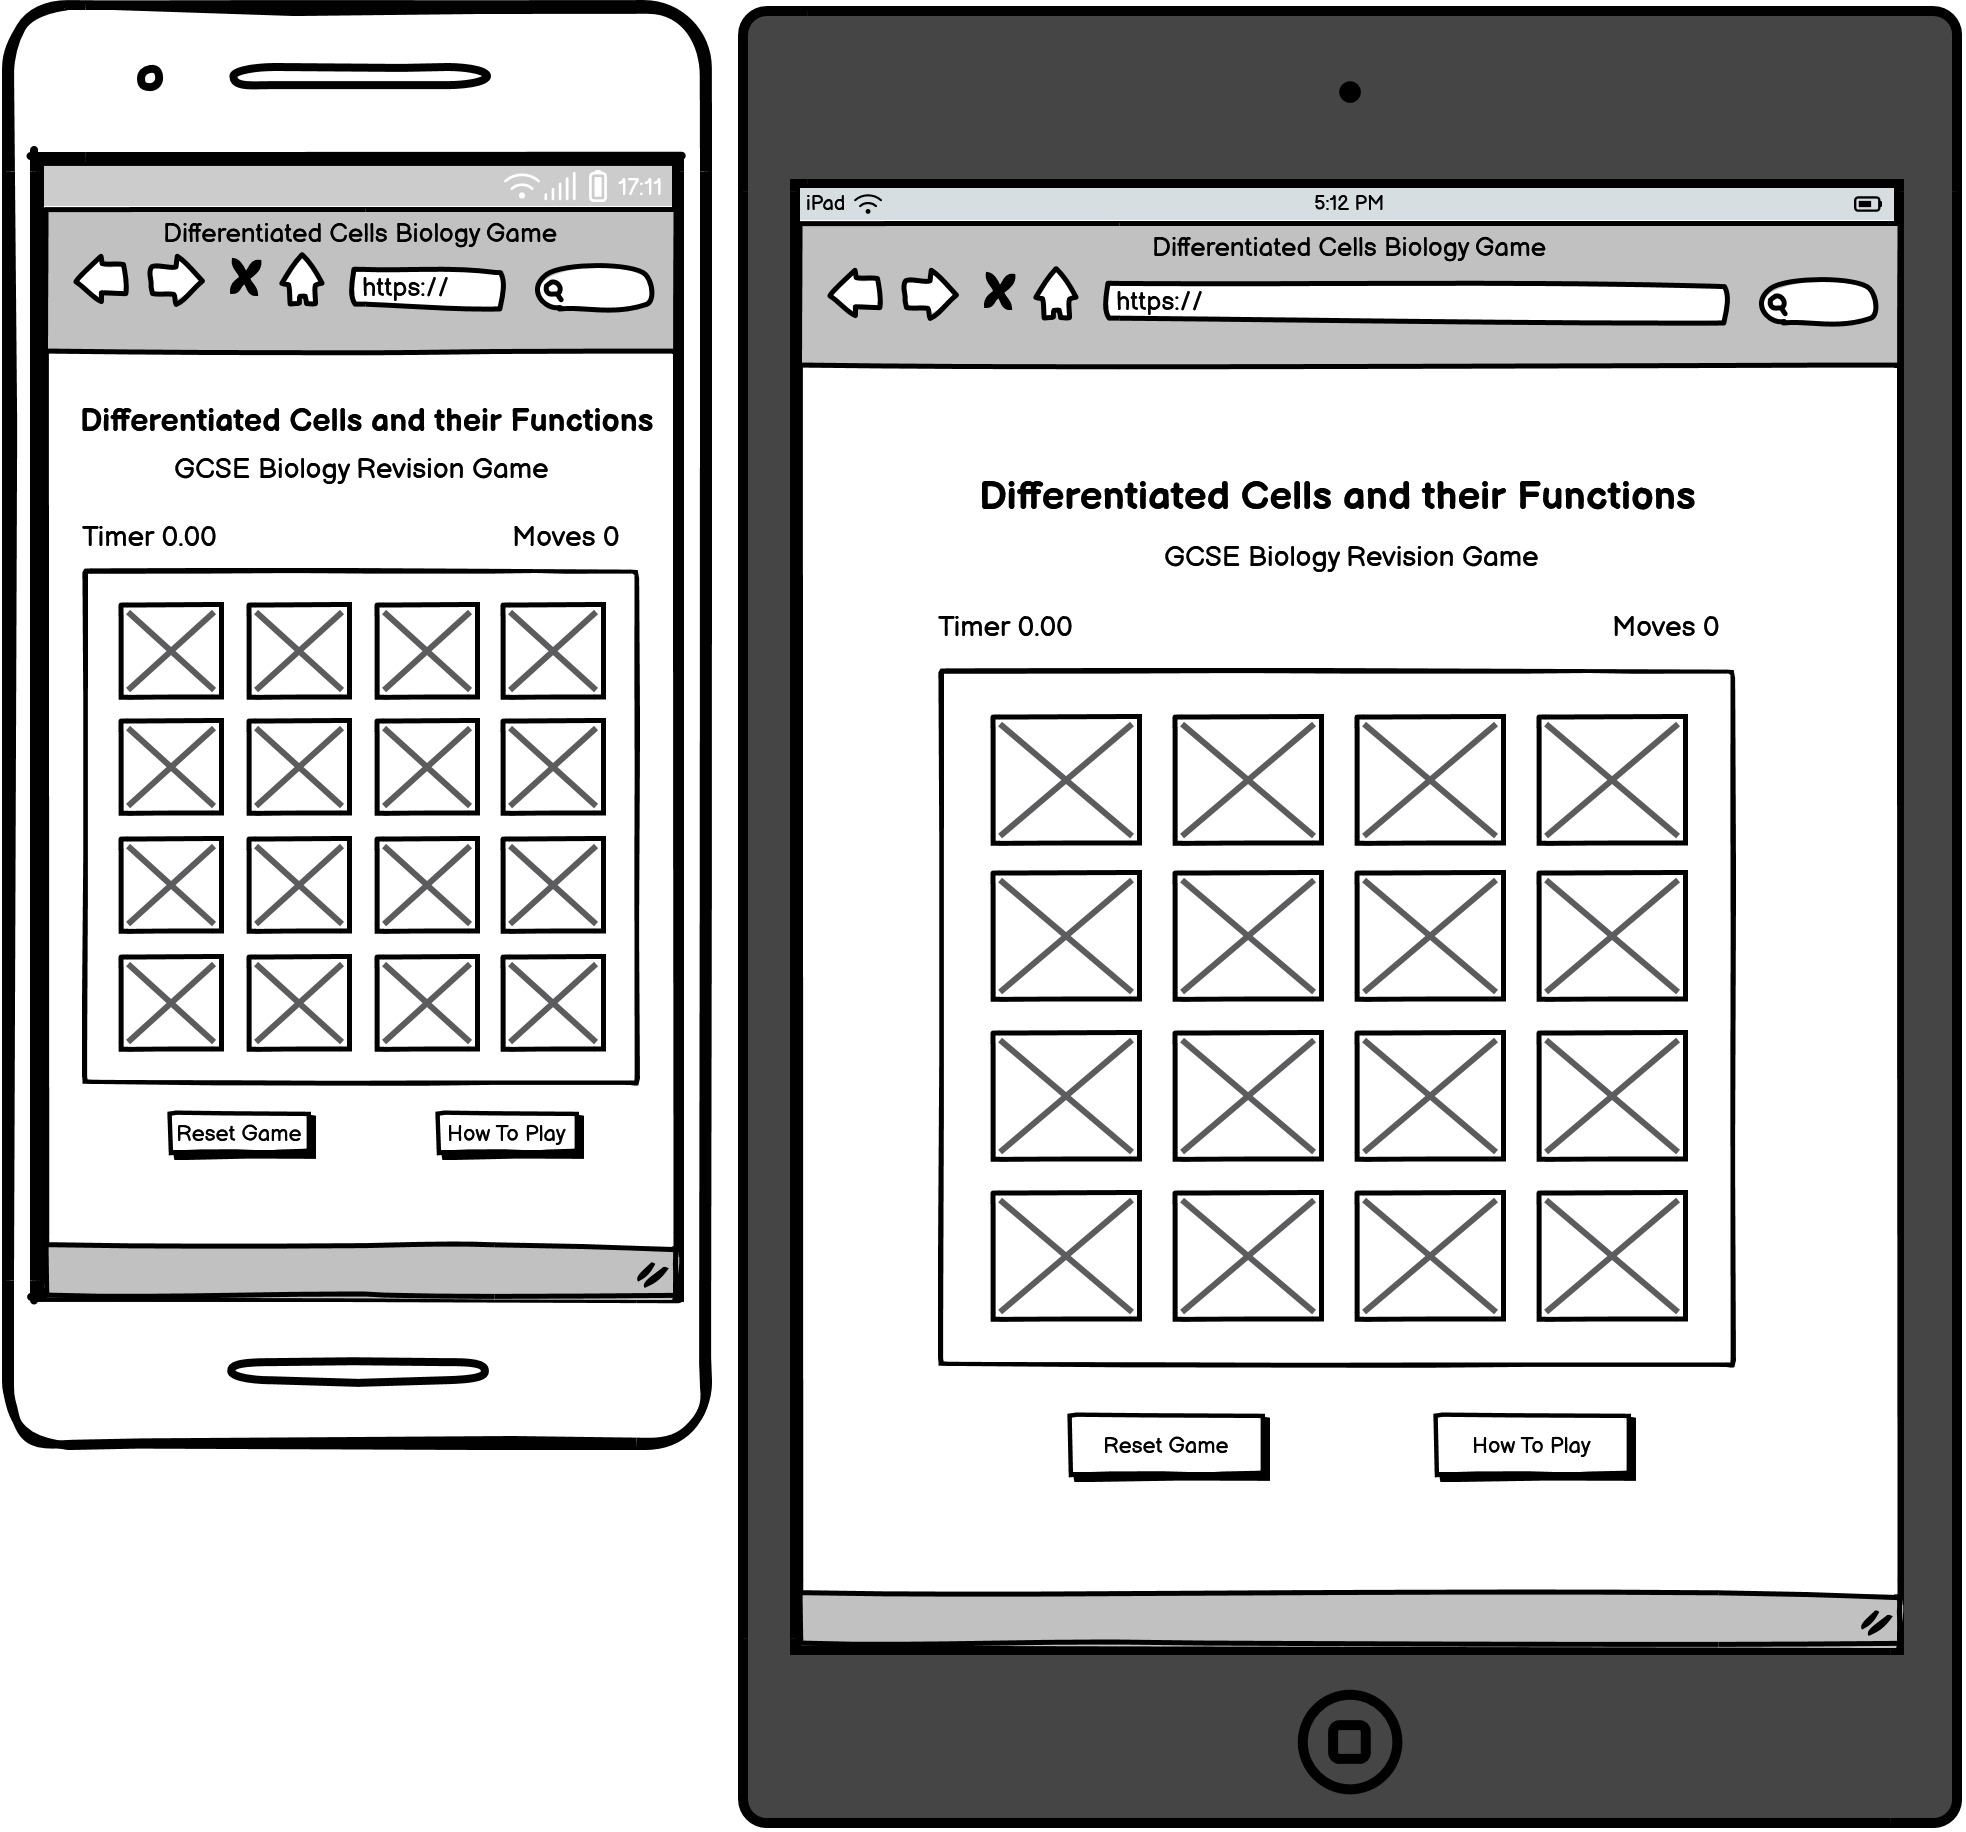 17:11
Differentiated Cells Biology Game
https://
Differentiated Cells and their Functions
GCSE Biology Revision Game
Timer 0.00 Moves 0
Reset Game How To Play
iPad 5:12 PM
Differentiated Cells Biology Game
https://
Differentiated Cells and their Functions
GCSE Biology Revision Game
Timer 0.00 Moves 0
Reset Game How To Play